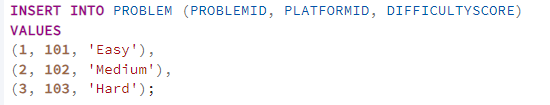 INSERT INTO PROBLEM (PROBLEMID, PLATFORMID, DIFFICULTYSCORE)
VALUES
(1, 101, 'Easy'),
(2, 102, 'Medium'),
(3, 103, 'Hard');